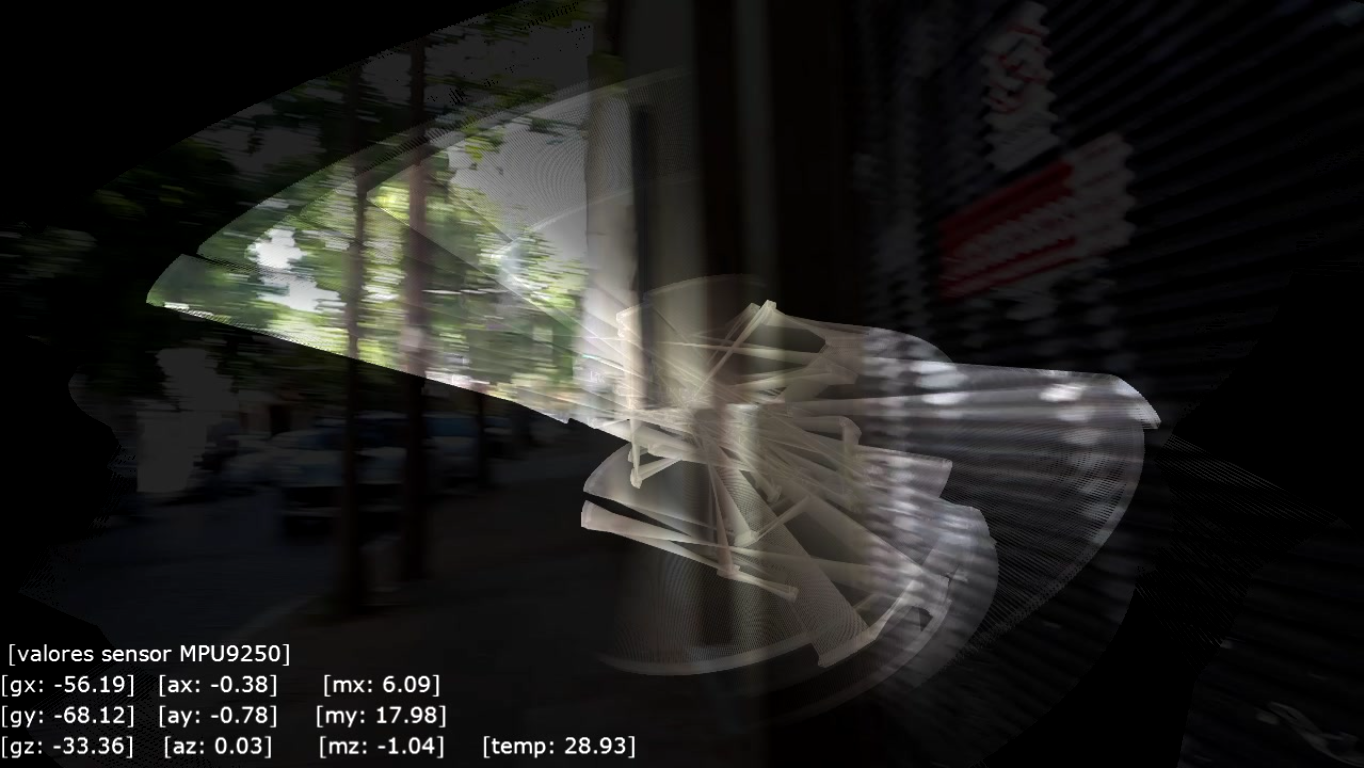 [valores sensor MPU9250]
[gx: -56.19] [ax: -0.38] [mx: 6.09]
[gy: -68.12] [ay: -0.78] [my: 17.98]
[gz: -33.36] [az: 0.03] [mz: -1.04] [temp: 28.93]